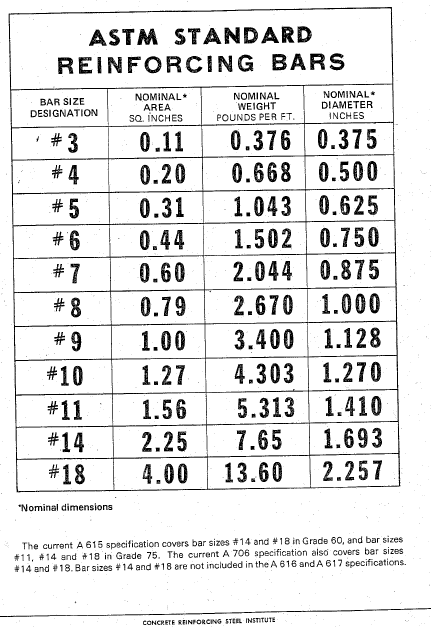 ASTM STANDARD
REINFORCING BARS
BAR SIZE DESIGNATION NOMINAL* AREA SQ. INCHES NOMINAL WEIGHT POUNDS PER FT. NOMINAL* DIAMETER INCHES
#3 0.11 0.376 0.375
#4 0.20 0.668 0.500
#5 0.31 1.043 0.625
#6 0.44 1.502 0.750
#7 0.60 2.044 0.875
#8 0.79 2.670 1.000
#9 1.00 3.400 1.128
#10 1.27 4.303 1.270
#11 1.56 5.313 1.410
#14 2.25 7.65 1.693
#18 4.00 13.60 2.257
*Nominal dimensions
The current A 615 specification covers bar sizes #14 and #18 in Grade 60, and bar sizes
#11, #14 and #18 in Grade 75. The current A 706 specification also covers bar sizes
#14 and #18. Bar sizes #14 and #18 are not included in the A 616 and A 617 specifications.
CONCRETE REINFORCING STEEL INSTITUTE